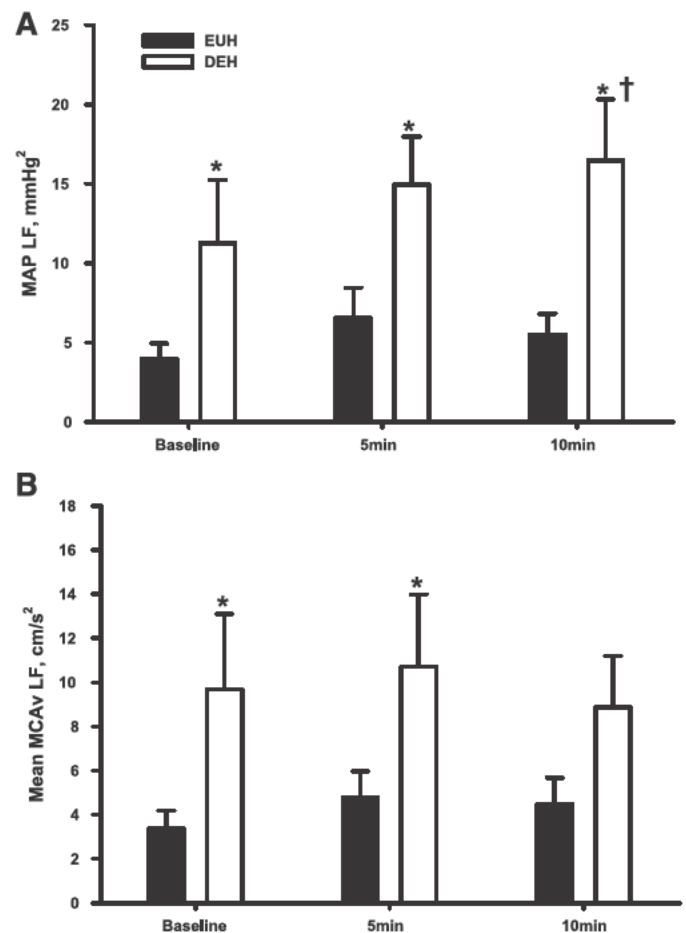 A
25
EUH
DEH
20
15
10
5
0
MAP LF, mmHg²
*
*
* †
Baseline 5min 10min
B
18
16
14
12
10
8
6
4
2
0
Mean MCAv LF, cm/s²
*
*
Baseline 5min 10min